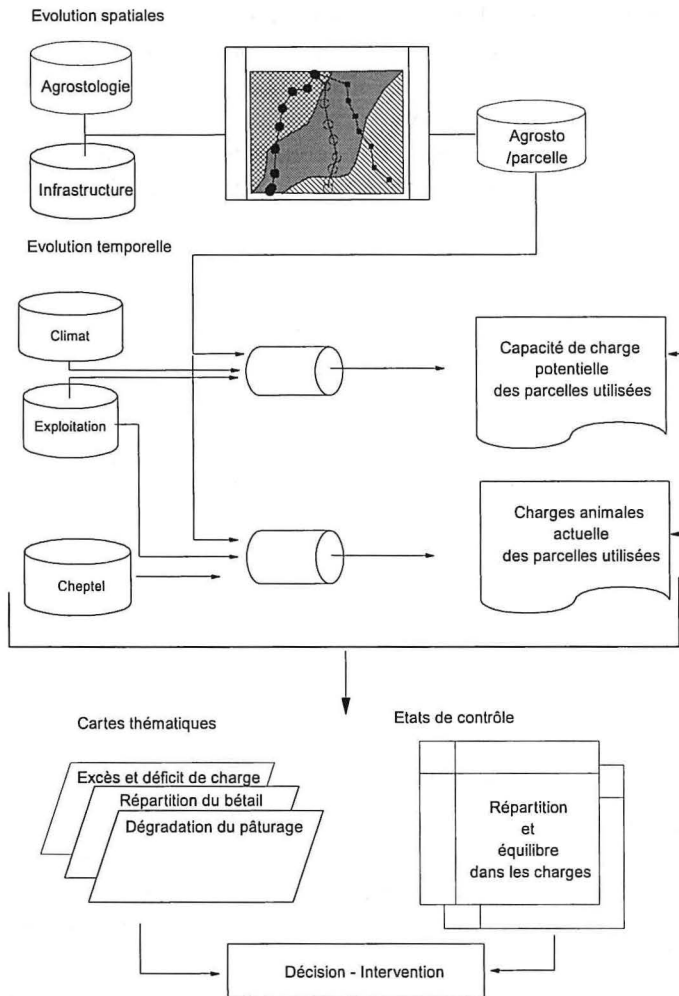 Evolution spatiales
Agrostologie
Infrastructure
Agrosto
/parcelle
Evolution temporelle
Climat
Exploitation
Cheptel
Capacité de charge
potentielle
des parcelles utilisées
Charges animales
actuelle
des parcelles utilisées
Cartes thématiques
Etats de contrôle
Excès et déficit de charge
Répartition du bétail
Dégradation du pâturage
Répartition
et
équilibre
dans les charges
Décision - Intervention